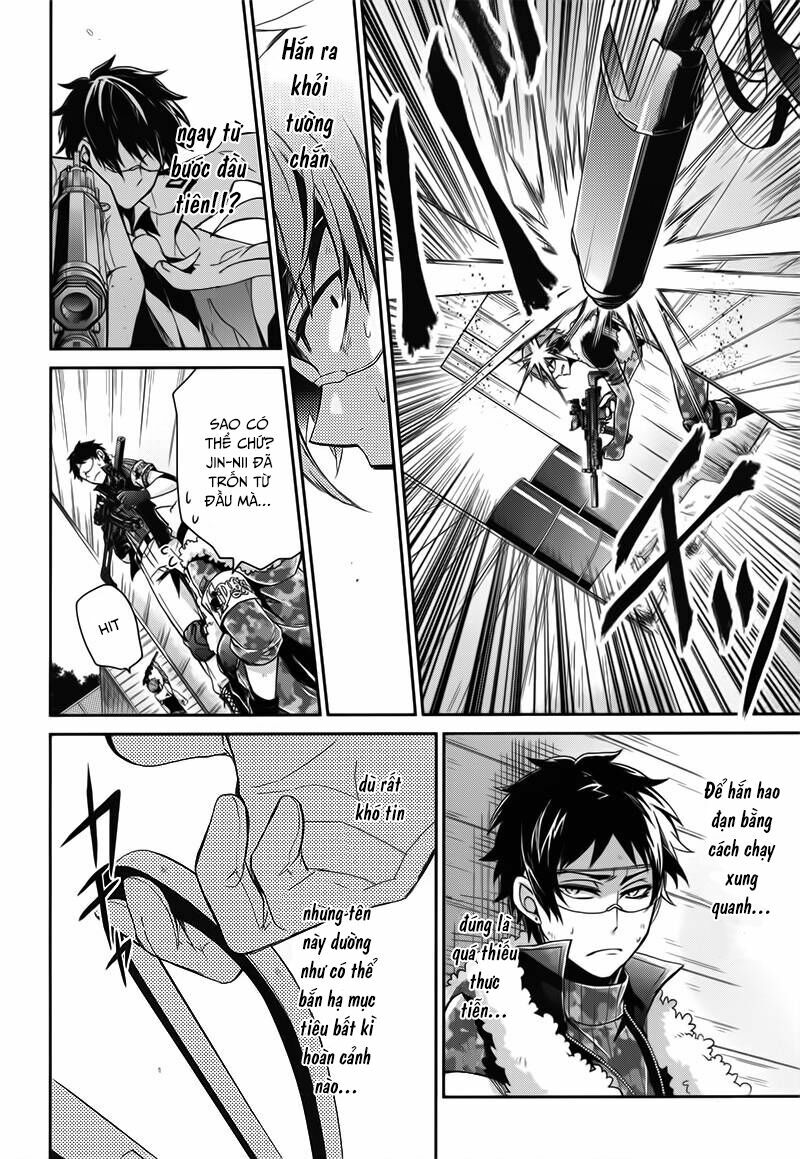 Hắn ra
khỏi
tường
chắn
ngay từ
bước đầu
tiên!!?
SAO CÓ
THỂ CHỨ?
JIN-NII ĐÃ
TRỐN TỪ
ĐẦU MÀ...
HIT
Để hắn hao
đạn bằng
cách chạy
xung
quanh...
đúng là
quá thiếu
thực
tiễn...
dù rất
khó tin
nhưng tên
này dường
như có thể
bắn hạ mục
tiêu bất kì
hoàn cảnh
nào...
カチャ